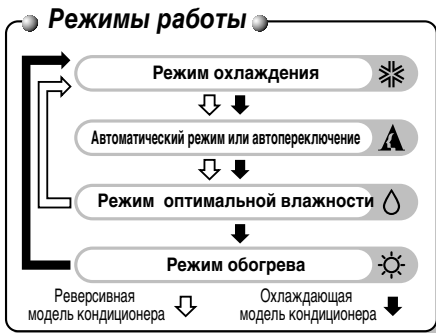 Режимы работы
Режим охлаждения
Автоматический режим или автопереключение
Режим оптимальной влажности
Режим обогрева
Реверсивная
модель кондиционера
Охлаждающая
модель кондиционера